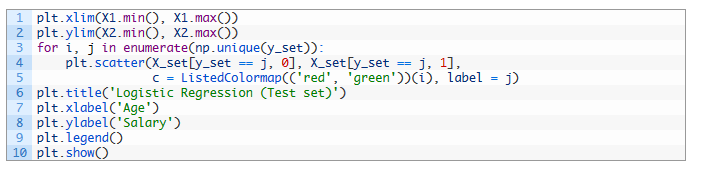 1 plt.xlim(X1.min(), X1.max())
2 plt.ylim(X2.min(), X2.max())
3 for i, j in enumerate(np.unique(y_set)):
4     plt.scatter(X_set[y_set == j, 0], X_set[y_set == j, 1],
5                 c = ListedColormap(('red', 'green'))(i), label = j)
6 plt.title('Logistic Regression (Test set)')
7 plt.xlabel('Age')
8 plt.ylabel('Salary')
9 plt.legend()
10 plt.show()